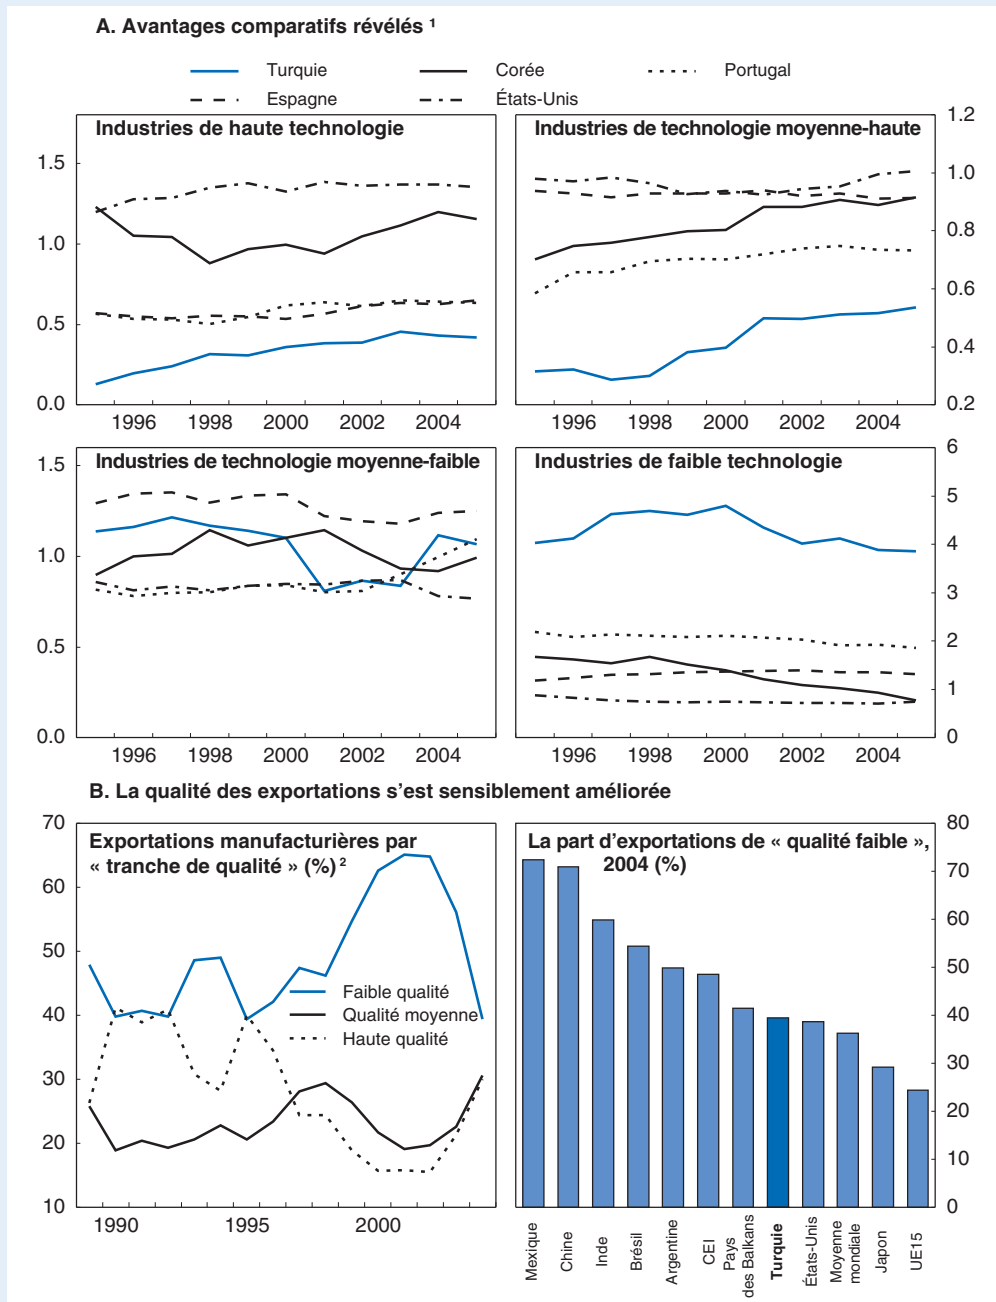 A. Avantages comparatifs révélés ¹
Turquie
Corée
Portugal
Espagne
États-Unis
Industries de haute technologie
1.5
1.0
0.5
0.0
1996 1998 2000 2002 2004
Industries de technologie moyenne-haute
1.2
1.0
0.8
0.6
0.4
0.2
1996 1998 2000 2002 2004
Industries de technologie moyenne-faible
1.5
1.0
0.5
0.0
1996 1998 2000 2002 2004
Industries de faible technologie
6
5
4
3
2
1
0
1996 1998 2000 2002 2004
B. La qualité des exportations s'est sensiblement améliorée
Exportations manufacturières par
« tranche de qualité » (%) ²
70
60
50
40
30
20
10
Faible qualité
Qualité moyenne
Haute qualité
1990 1995 2000
La part d'exportations de « qualité faible »,
2004 (%)
80
70
60
50
40
30
20
10
0
Mexique
Chine
Inde
Brésil
Argentine
CEI
Pays
des Balkans
Turquie
États-Unis
Moyenne
mondiale
Japon
UE15